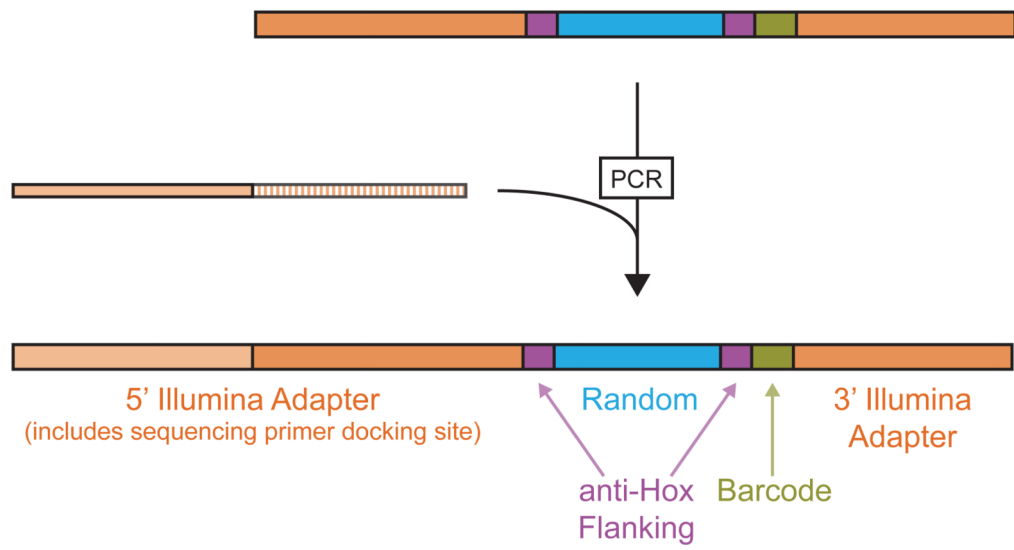 PCR
5’ Illumina Adapter
(includes sequencing primer docking site)
Random
3’ Illumina
Adapter
anti-Hox
Flanking
Barcode